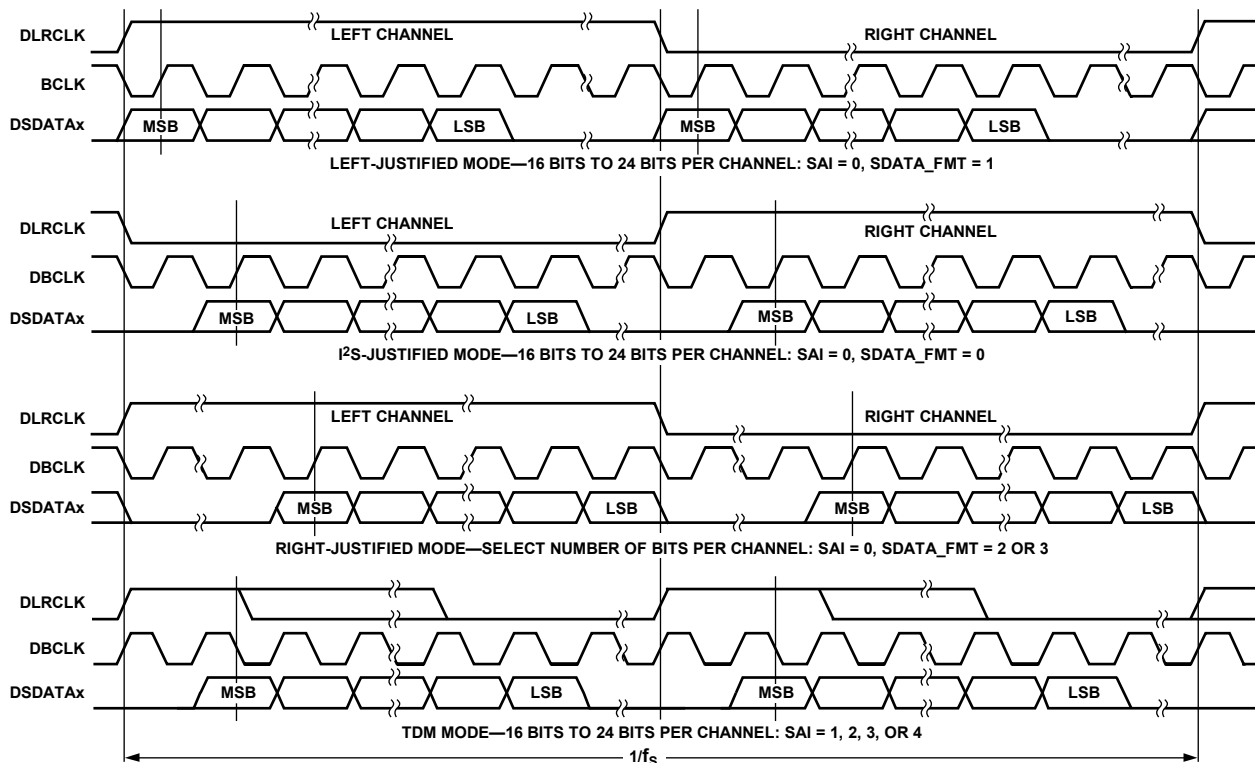 DLRCLK LEFT CHANNEL RIGHT CHANNEL
BCLK
DSDATAx MSB LSB MSB LSB
LEFT-JUSTIFIED MODE—16 BITS TO 24 BITS PER CHANNEL: SAI = 0, SDATA_FMT = 1
DLRCLK LEFT CHANNEL RIGHT CHANNEL
DBCLK
DSDATAx MSB LSB MSB LSB
I²S-JUSTIFIED MODE—16 BITS TO 24 BITS PER CHANNEL: SAI = 0, SDATA_FMT = 0
DLRCLK LEFT CHANNEL RIGHT CHANNEL
DBCLK
DSDATAx MSB LSB MSB LSB
RIGHT-JUSTIFIED MODE—SELECT NUMBER OF BITS PER CHANNEL: SAI = 0, SDATA_FMT = 2 OR 3
DLRCLK
DBCLK
DSDATAx MSB LSB MSB LSB
TDM MODE—16 BITS TO 24 BITS PER CHANNEL: SAI = 1, 2, 3, OR 4
1/fS